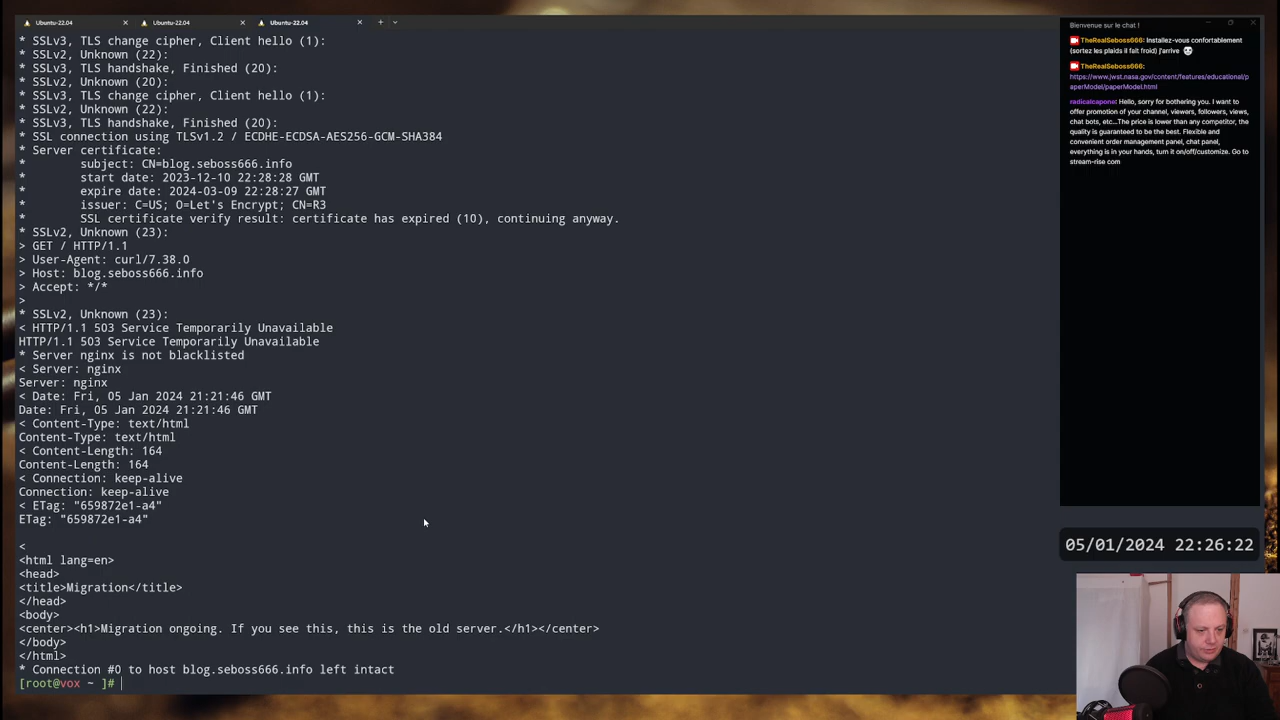 Ubuntu-22.04
Ubuntu-22.04
Ubuntu-22.04
* SSLv3, TLS change cipher, Client hello (1):
* SSLv2, Unknown (22):
* SSLv3, TLS handshake, Finished (20):
* SSLv2, Unknown (20):
* SSLv3, TLS change cipher, Client hello (1):
* SSLv2, Unknown (22):
* SSLv3, TLS handshake, Finished (20):
* SSL connection using TLSv1.2 / ECDHE-ECDSA-AES256-GCM-SHA384
* Server certificate:
* subject: CN=blog.seboss666.info
* start date: 2023-12-10 22:28:28 GMT
* expire date: 2024-03-09 22:28:27 GMT
* issuer: C=US; O=Let's Encrypt; CN=R3
* SSL certificate verify result: certificate has expired (10), continuing anyway.
* SSLv2, Unknown (23):
> GET / HTTP/1.1
> User-Agent: curl/7.38.0
> Host: blog.seboss666.info
> Accept: */*
>
* SSLv2, Unknown (23):
< HTTP/1.1 503 Service Temporarily Unavailable
HTTP/1.1 503 Service Temporarily Unavailable
* Server nginx is not blacklisted
< Server: nginx
Server: nginx
< Date: Fri, 05 Jan 2024 21:21:46 GMT
Date: Fri, 05 Jan 2024 21:21:46 GMT
< Content-Type: text/html
Content-Type: text/html
< Content-Length: 164
Content-Length: 164
< Connection: keep-alive
Connection: keep-alive
< ETag: "659872e1-a4"
ETag: "659872e1-a4"
<
<html lang=en>
<head>
<title>Migration</title>
</head>
<body>
<center><h1>Migration ongoing. If you see this, this is the old server.</h1></center>
</body>
</html>
* Connection #0 to host blog.seboss666.info left intact
[root@vox ~ ]#
Bienvenue sur le chat !
TheRealSeboss666: Installez-vous confortablement
(sortez les plaids il fait froid) j'arrive
TheRealSeboss666:
https://www.jwst.nasa.gov/content/features/educational/p
aperModel/paperModel.html
radicalcapone: Hello, sorry for bothering you. I want to
offer promotion of your channel, viewers, followers, views,
chat bots, etc...The price is lower than any competitor, the
quality is guaranteed to be the best. Flexible and
convenient order management panel, chat panel,
everything is in your hands, turn it on/off/customize. Go to
stream-rise com
05/01/2024 22:26:22